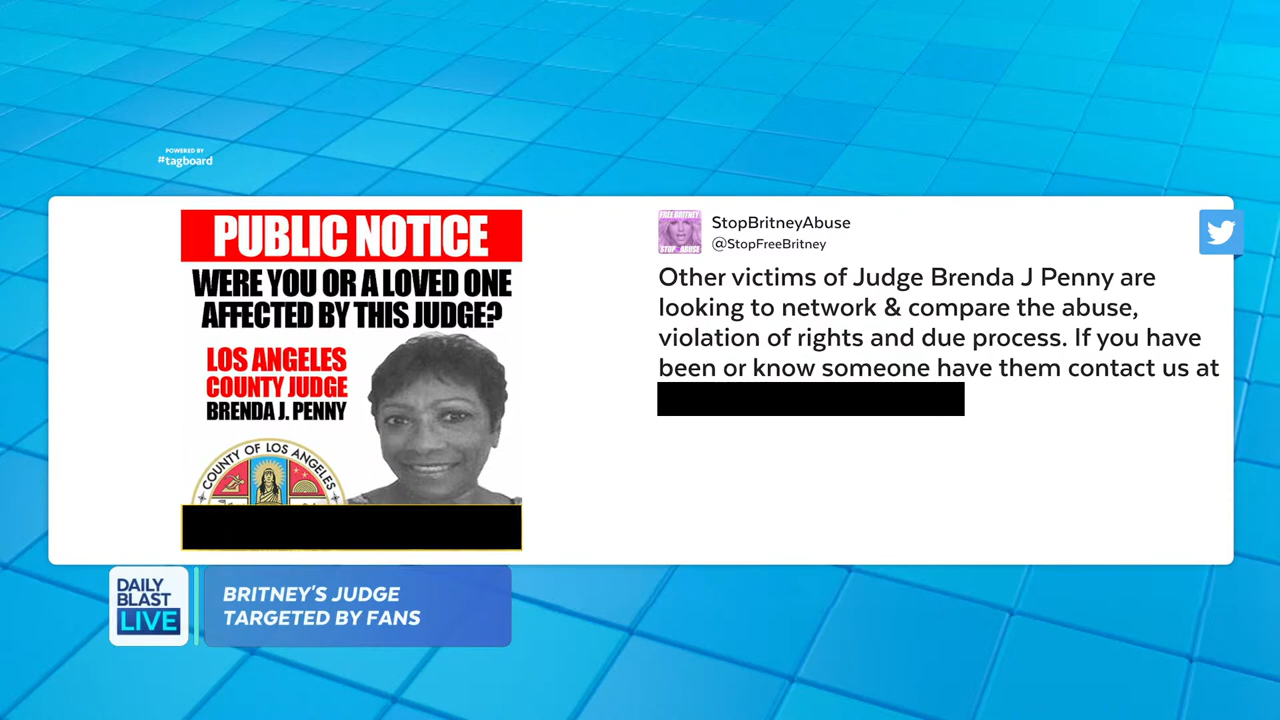 POWERED BY
#tagboard
PUBLIC NOTICE
WERE YOU OR A LOVED ONE
AFFECTED BY THIS JUDGE?
LOS ANGELES
COUNTY JUDGE
BRENDA J. PENNY
COUNTY OF LOS ANGELES
FREE BRITNEY
StopBritneyAbuse
@StopFreeBritney
Other victims of Judge Brenda J Penny are
looking to network & compare the abuse,
violation of rights and due process. If you have
been or know someone have them contact us at
DAILY
BLAST
LIVE
BRITNEY'S JUDGE
TARGETED BY FANS